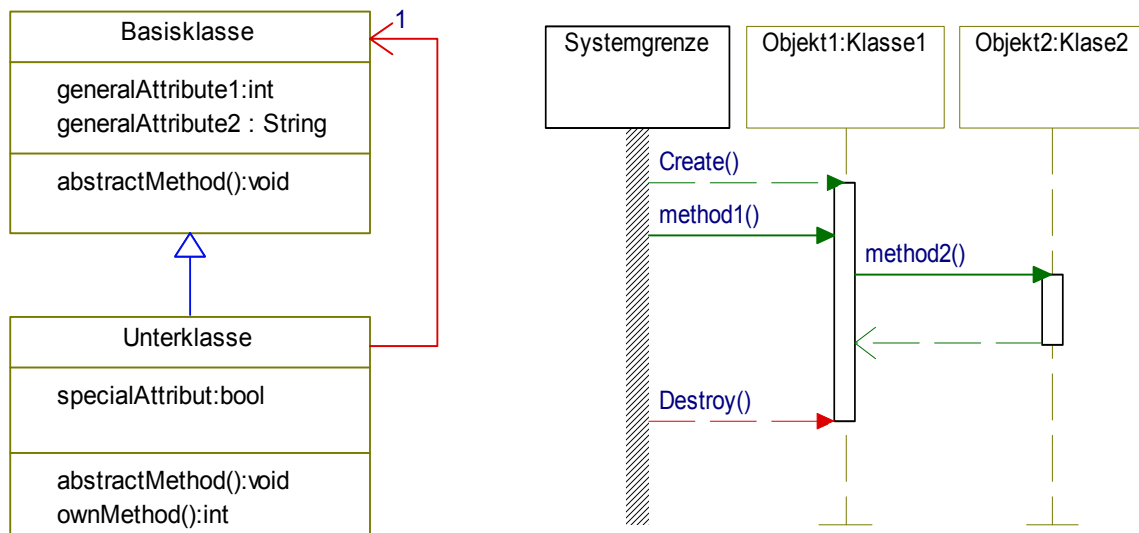 Basisklasse
1
generalAttribute1:int
generalAttribute2 : String
abstractMethod():void
Unterklasse
specialAttribut:bool
abstractMethod():void
ownMethod():int
Systemgrenze
Objekt1:Klasse1
Objekt2:Klase2
Create()
method1()
method2()
Destroy()